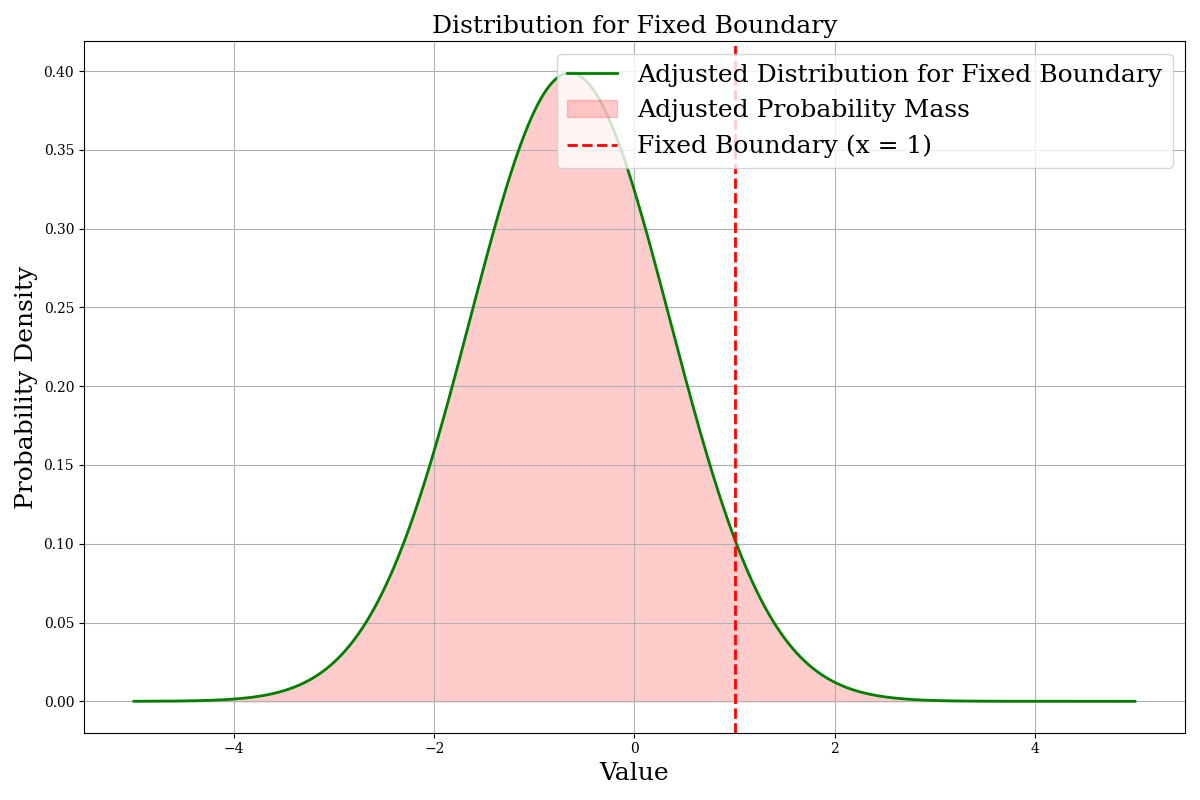 Distribution for Fixed Boundary
Adjusted Distribution for Fixed Boundary
Adjusted Probability Mass
Fixed Boundary (x = 1)
Probability Density
0.40
0.35
0.30
0.25
0.20
0.15
0.10
0.05
0.00
−4 −2 0 2 4
Value